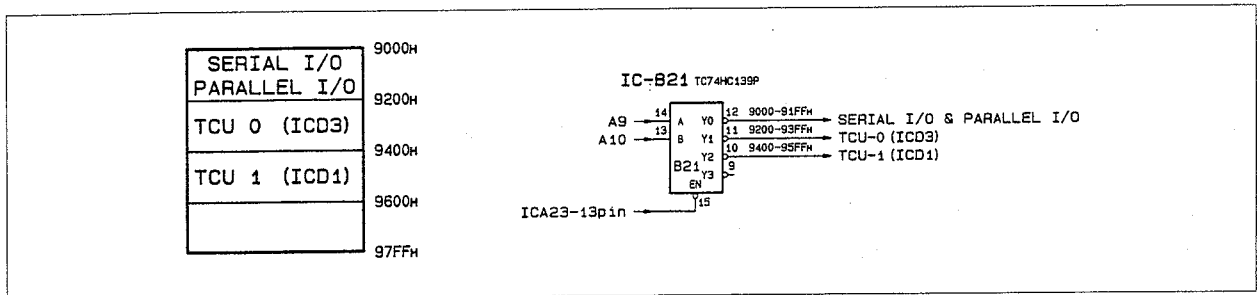 9000H
SERIAL I/O
PARALLEL I/O
9200H
TCU 0 (ICD3)
9400H
TCU 1 (ICD1)
9600H
97FFH
IC-B21 TC74HC139P
A9
14
A
Y0
12
9000-91FFH
SERIAL I/O & PARALLEL I/O
A10
13
B
Y1
11
9200-93FFH
TCU-0 (ICD3)
Y2
10
9400-95FFH
TCU-1 (ICD1)
B21
Y3
9
EN
15
ICA23-13pin